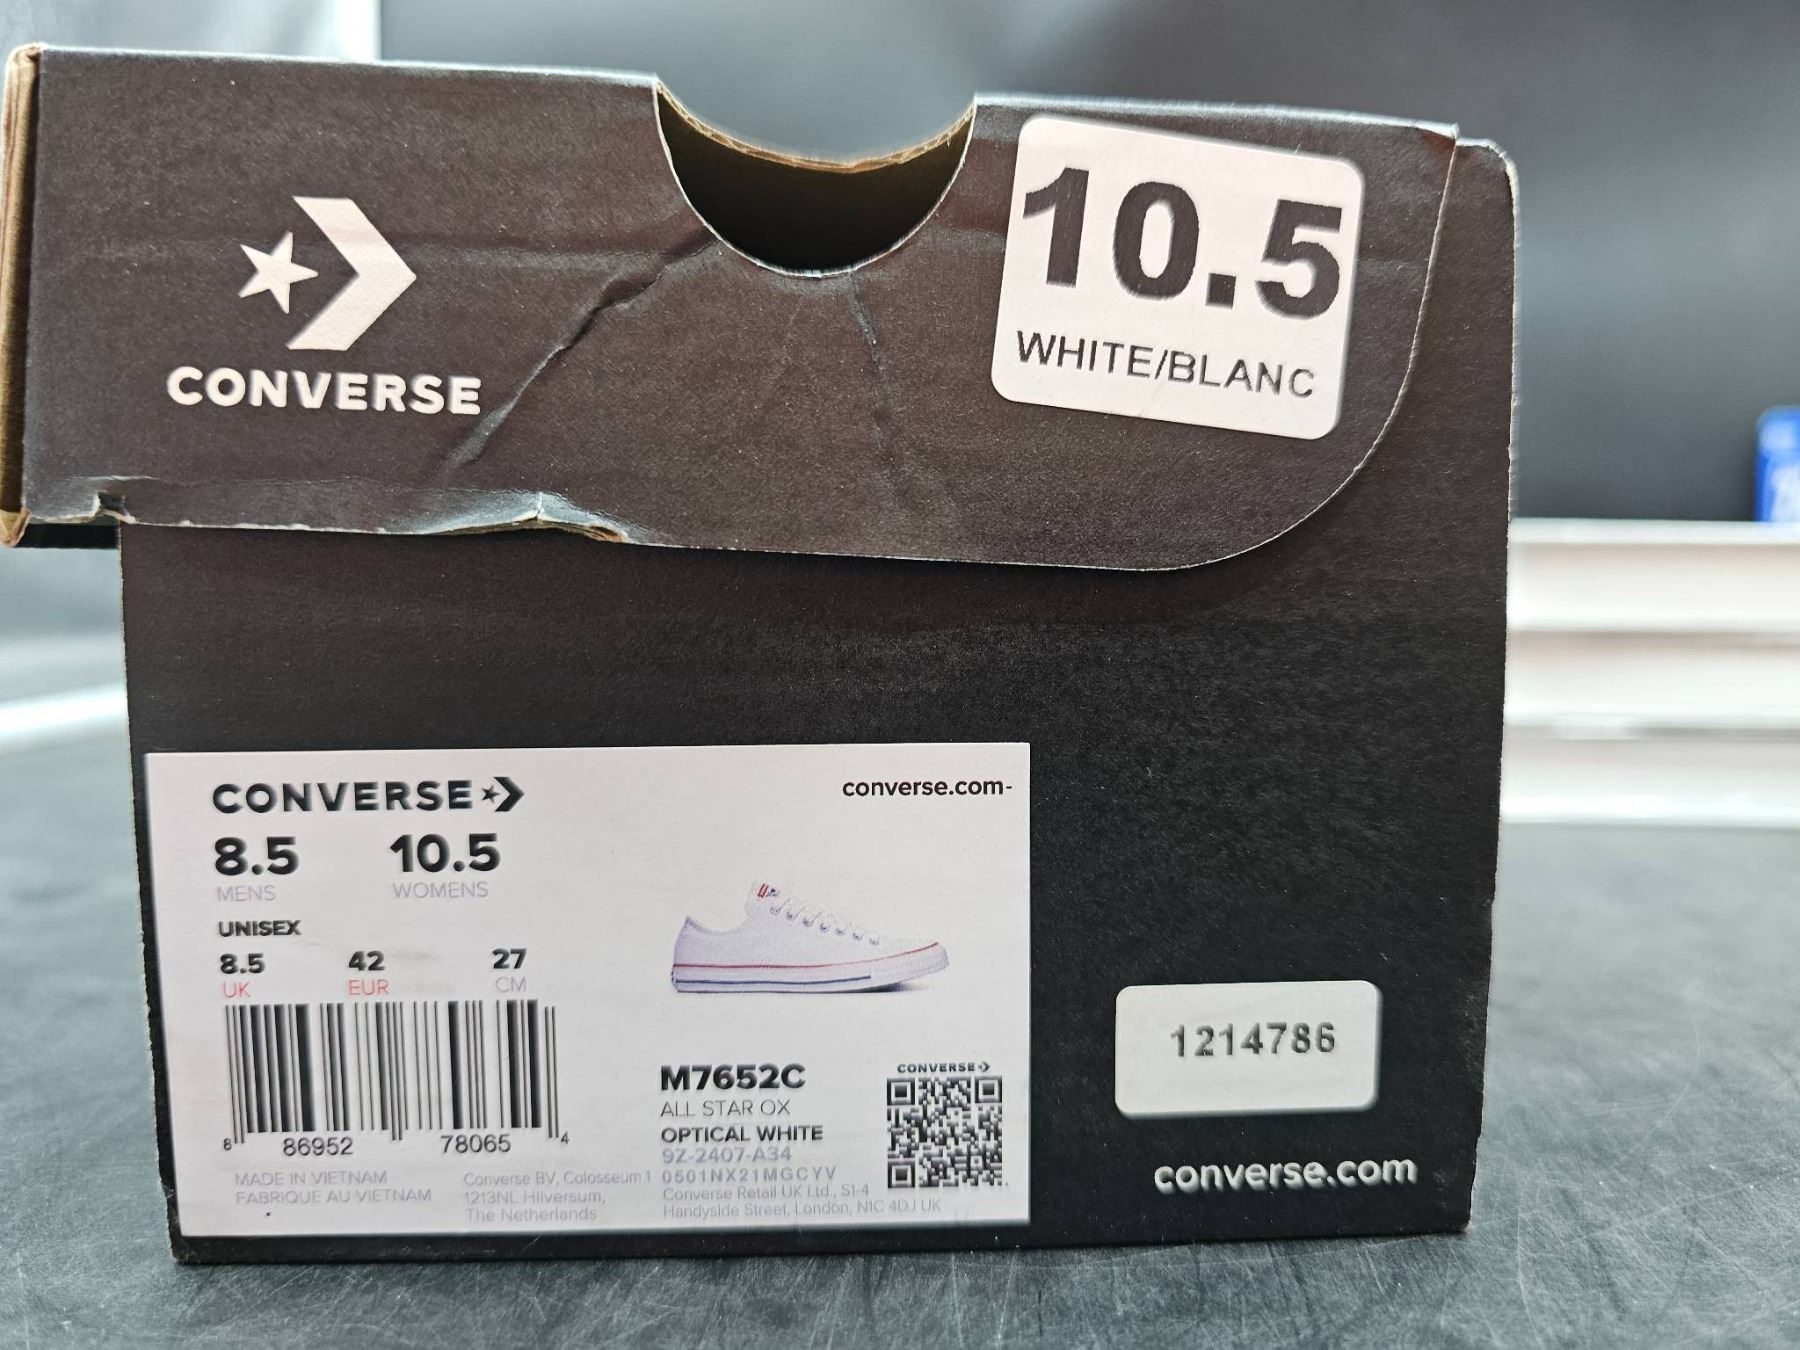 CONVERSE
10.5
WHITE/BLANC
CONVERSE
converse.com-
8.5 10.5
MENS WOMENS
UNISEX
8.5 42 27
UK EUR CM
8 86952 78065 4
MADE IN VIETNAM
FABRIQUE AU VIETNAM
Converse BV, Colosseum 1
1213NL Hilversum,
The Netherlands
M7652C
ALL STAR OX
OPTICAL WHITE
9Z-2407-A34
0501NX21MGCYV
Converse Retail UK Ltd., S1-4
Handyside Street, London, N1C 4DJ UK
CONVERSE
1214786
converse.com